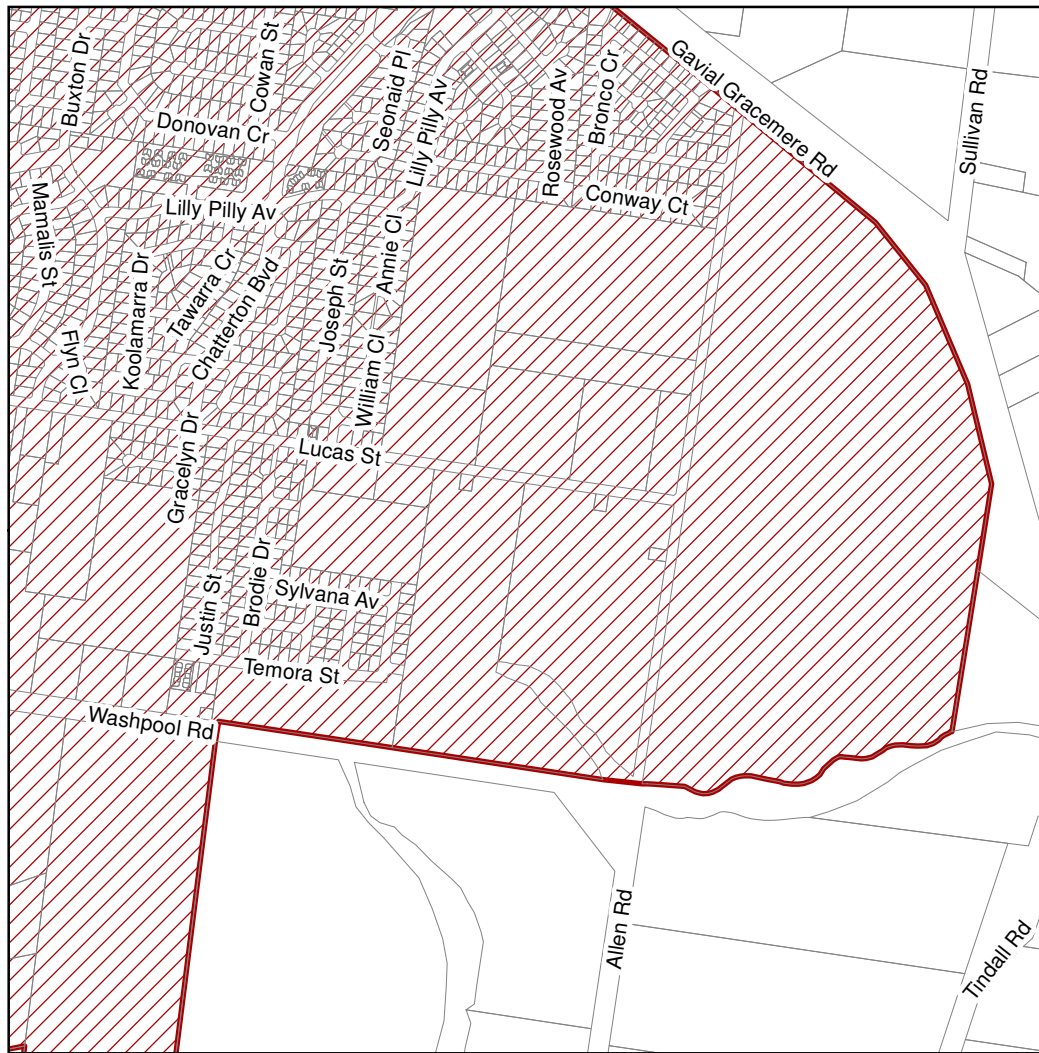 Buxton Dr
Cowan St
Seonaid Pl
Lilly Pilly Av
Rosewood Av
Bronco Cr
Gavial Gracemere Rd
Sullivan Rd
Donovan Cr
Conway Ct
Mamalis St
Lilly Pilly Av
Annie Cl
Koolamarra Dr
Tawarra Cr
Chatterton Bvd
Joseph St
Flyn Cl
William Cl
Gracelyn Dr
Lucas St
Justin St
Brodie Dr
Sylvana Av
Temora St
Washpool Rd
Allen Rd
Tindall Rd